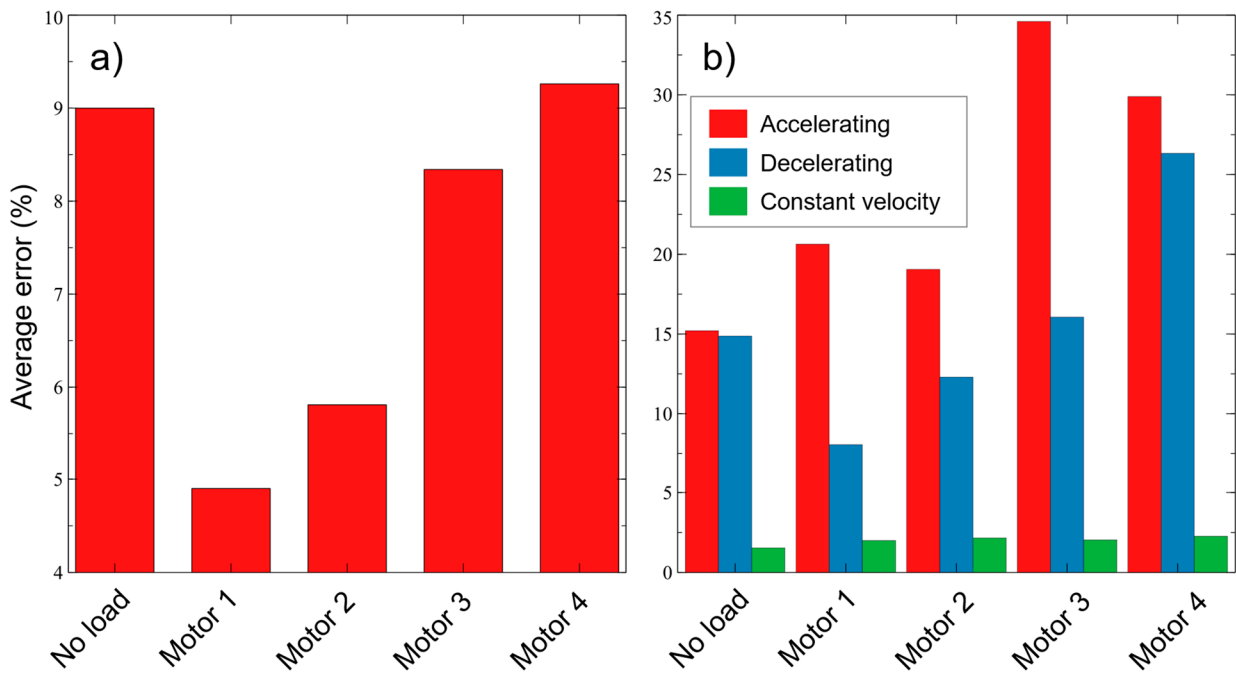 a)
Average error (%)
10
9
8
7
6
5
4
No load
Motor 1
Motor 2
Motor 3
Motor 4
b)
Accelerating
Decelerating
Constant velocity
35
30
25
20
15
10
5
0
No load
Motor 1
Motor 2
Motor 3
Motor 4